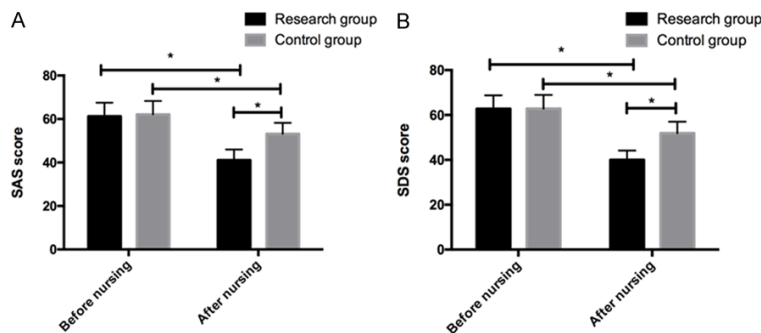 A
Research group
Control group
*
*
*
80
60
40
20
0
SAS score
Before nursing
After nursing
B
Research group
Control group
*
*
*
80
60
40
20
0
SDS score
Before nursing
After nursing